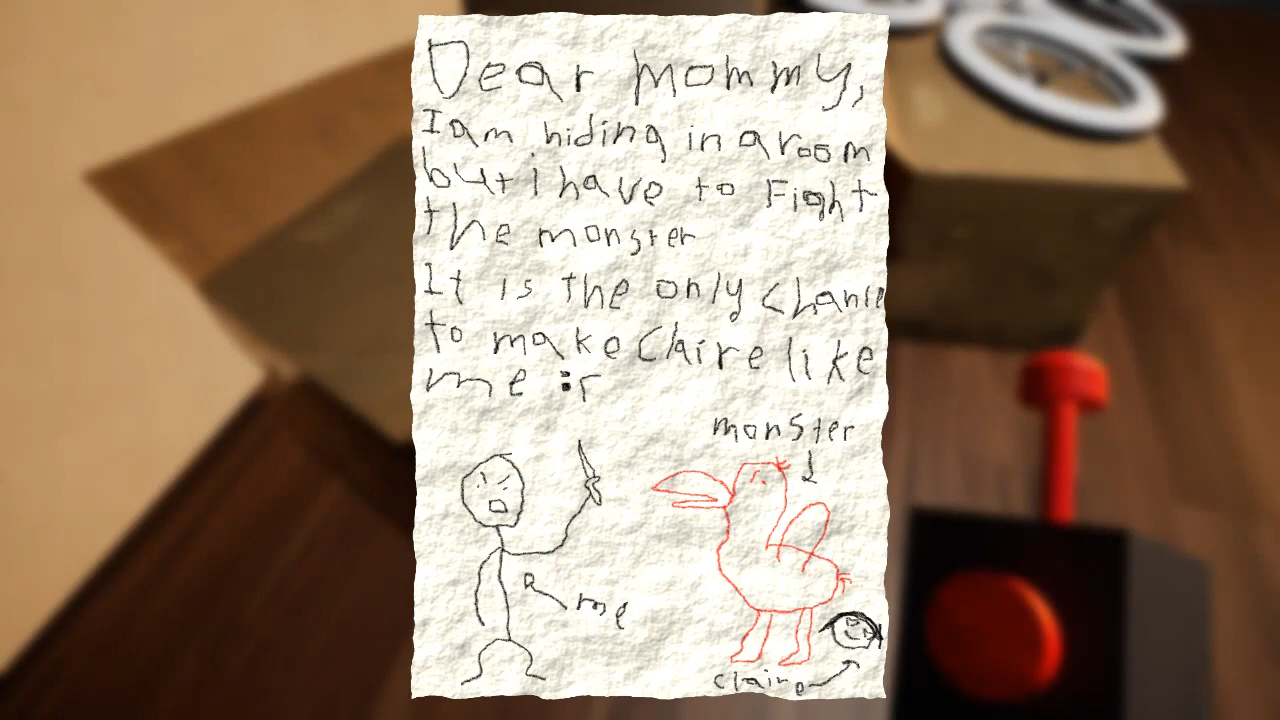 Dear Mommy,
I am hiding in a room
but i have to Fight
the monster
It is the only chance
to make Claire like
me :r
monster
me
claire